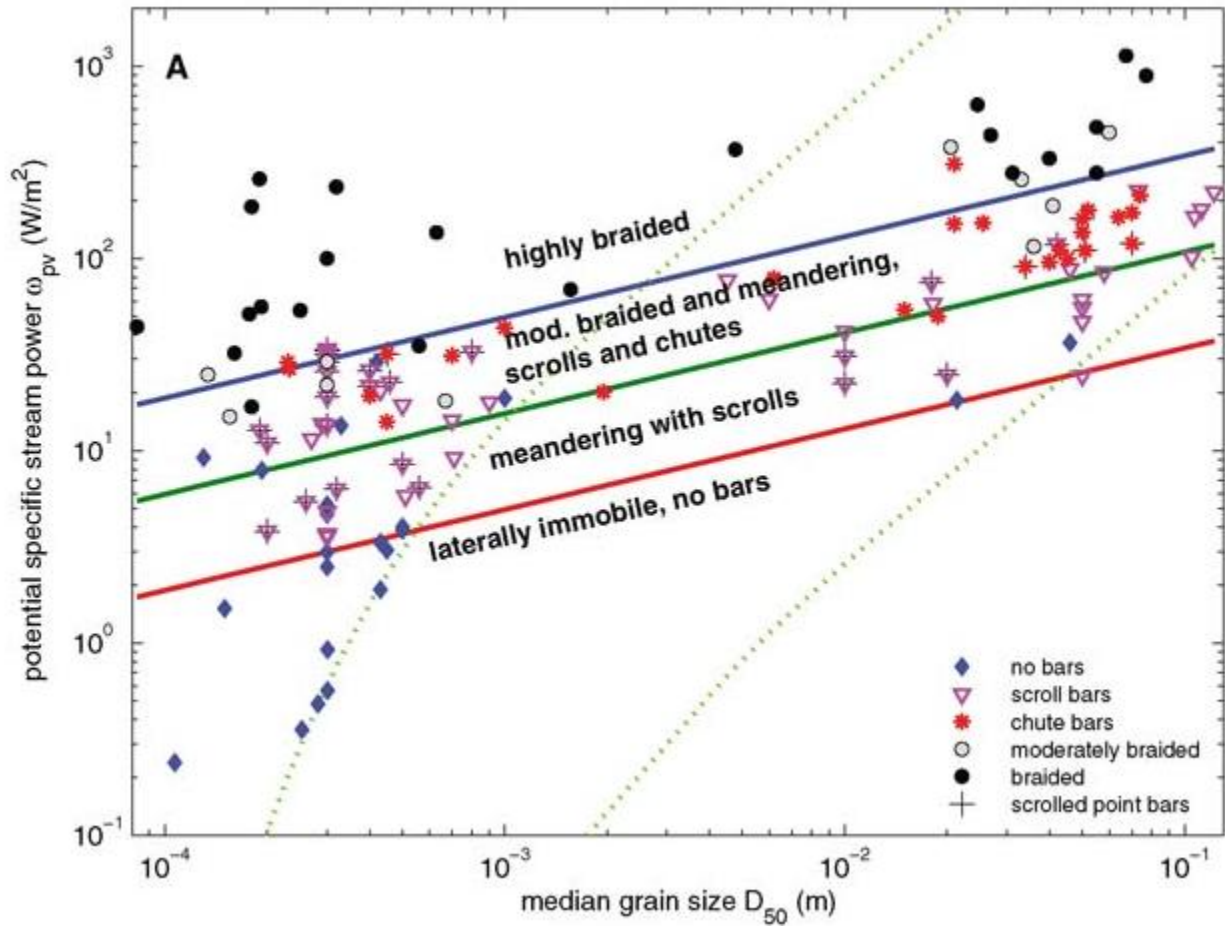 A
10³
10²
10¹
10⁰
10⁻¹
potential specific stream power ω_pv (W/m²)
highly braided
mod. braided and meandering,
scrolls and chutes
meandering with scrolls
laterally immobile, no bars
no bars
scroll bars
chute bars
moderately braided
braided
scrolled point bars
10⁻⁴
10⁻³
10⁻²
10⁻¹
median grain size D₅₀ (m)